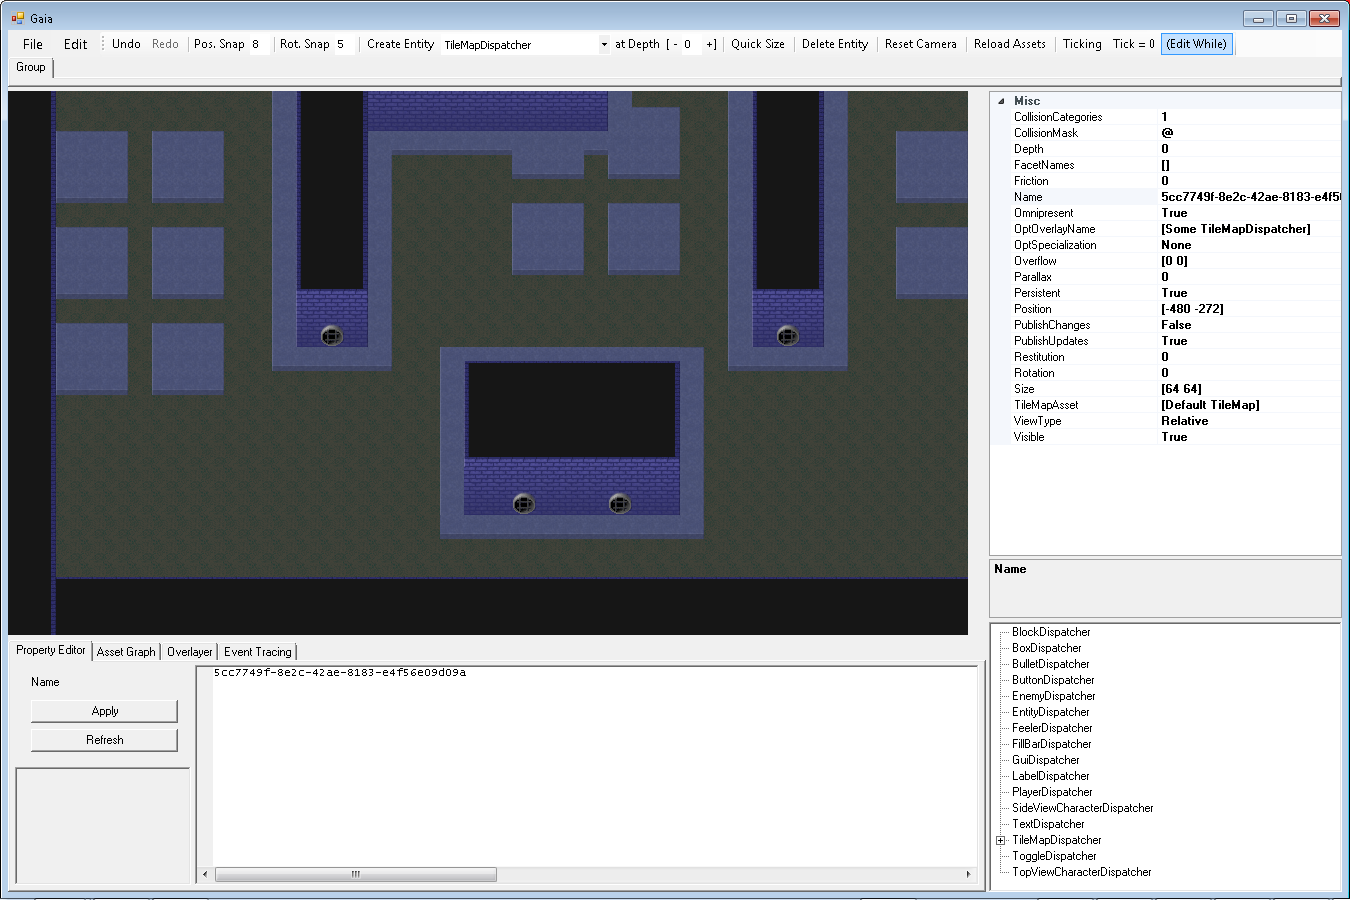 Gaia
File Edit Undo Redo Pos. Snap 8 Rot. Snap 5 Create Entity TileMapDispatcher at Depth [ - 0 +] Quick Size Delete Entity Reset Camera Reload Assets Ticking Tick = 0 (Edit While)
Group
Misc
CollisionCategories 1
CollisionMask @
Depth 0
FacetNames []
Friction 0
Name 5cc7749f-8e2c-42ae-8183-e4f5
Omnipresent True
OptOverlayName [Some TileMapDispatcher]
OptSpecialization None
Overflow [0 0]
Parallax 0
Persistent True
Position [-480 -272]
PublishChanges False
PublishUpdates True
Restitution 0
Rotation 0
Size [64 64]
TileMapAsset [Default TileMap]
ViewType Relative
Visible True
Name
Property Editor Asset Graph Overlayer Event Tracing
Name
Apply
Refresh
5cc7749f-8e2c-42ae-8183-e4f56e09d09a
BlockDispatcher
BoxDispatcher
BulletDispatcher
ButtonDispatcher
EnemyDispatcher
EntityDispatcher
FeelerDispatcher
FillBarDispatcher
GuiDispatcher
LabelDispatcher
PlayerDispatcher
SideViewCharacterDispatcher
TextDispatcher
TileMapDispatcher
ToggleDispatcher
TopViewCharacterDispatcher